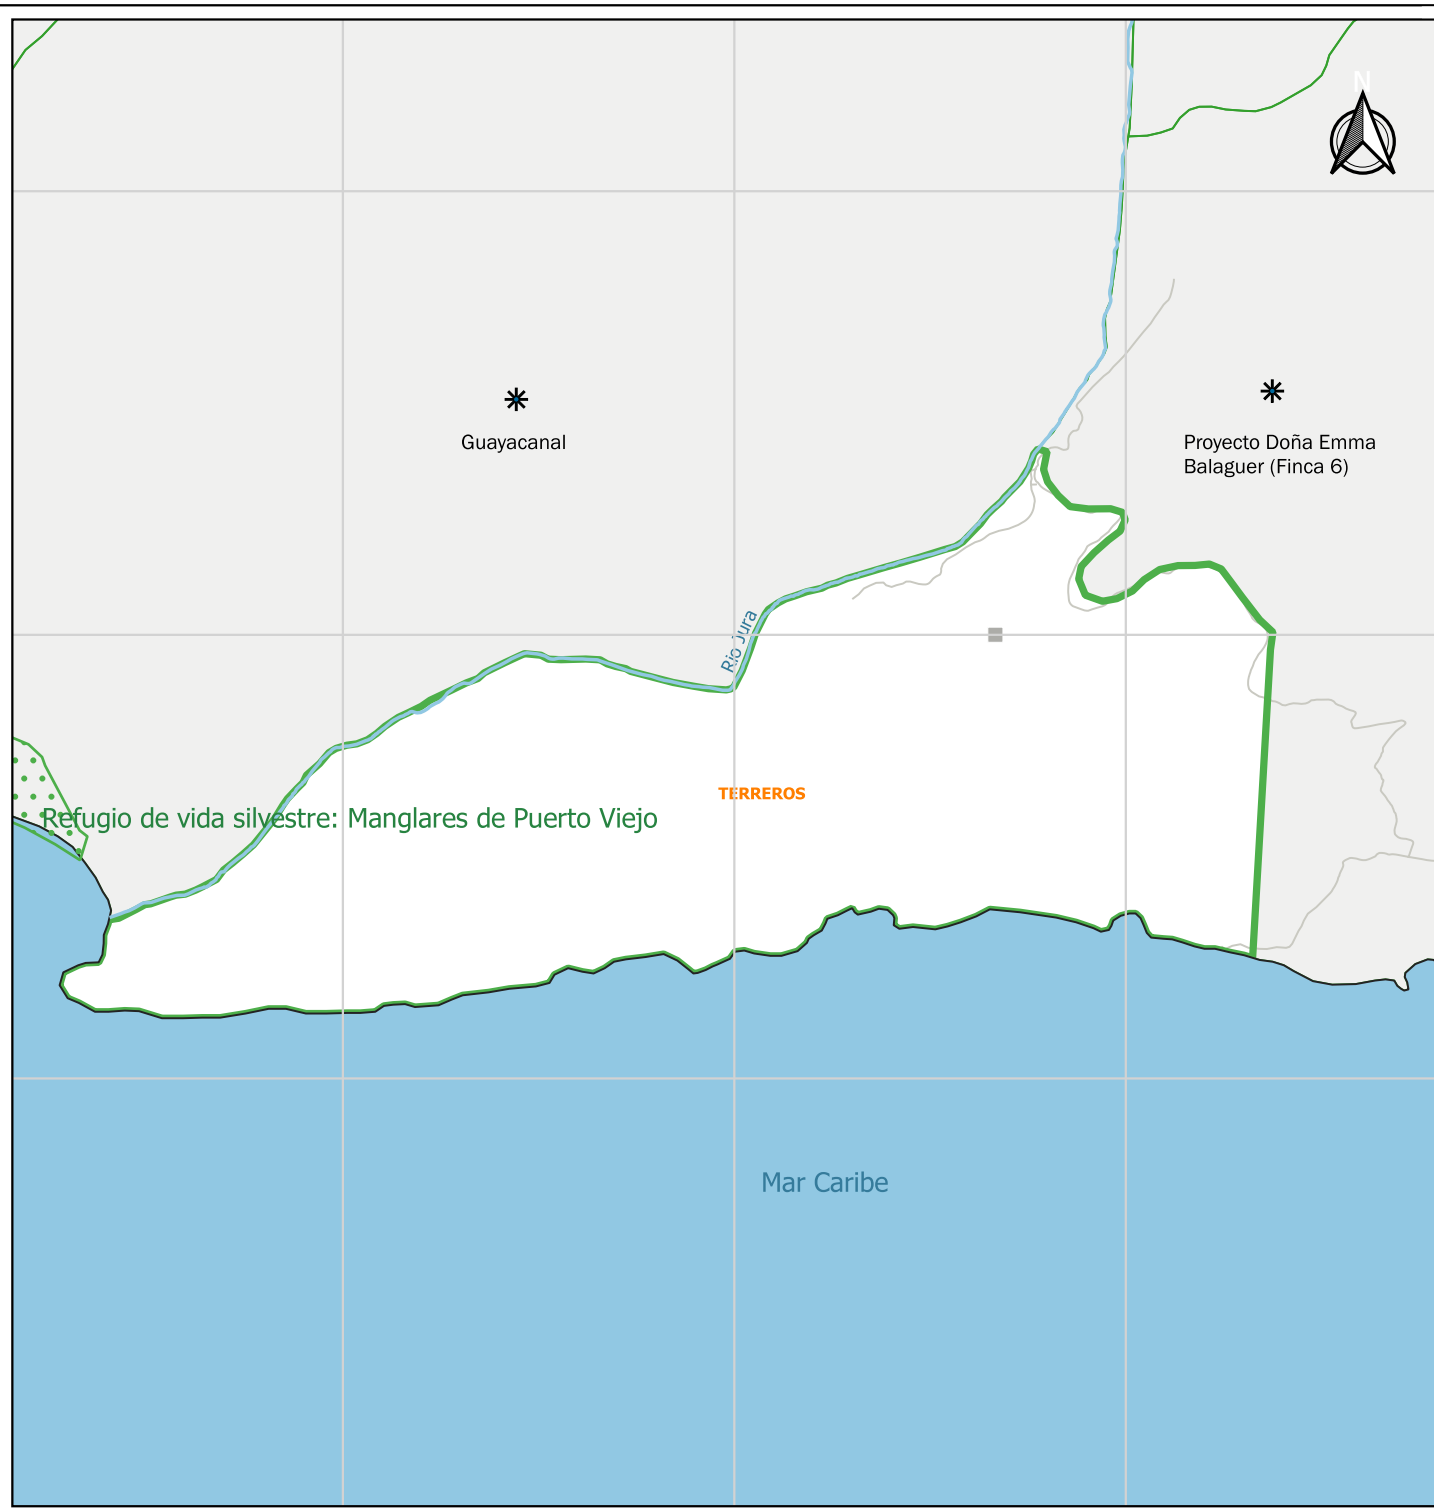 N
Guayacanal
Proyecto Doña Emma
Balaguer (Finca 6)
Rio Jura
TERREROS
Refugio de vida silvestre: Manglares de Puerto Viejo
Mar Caribe